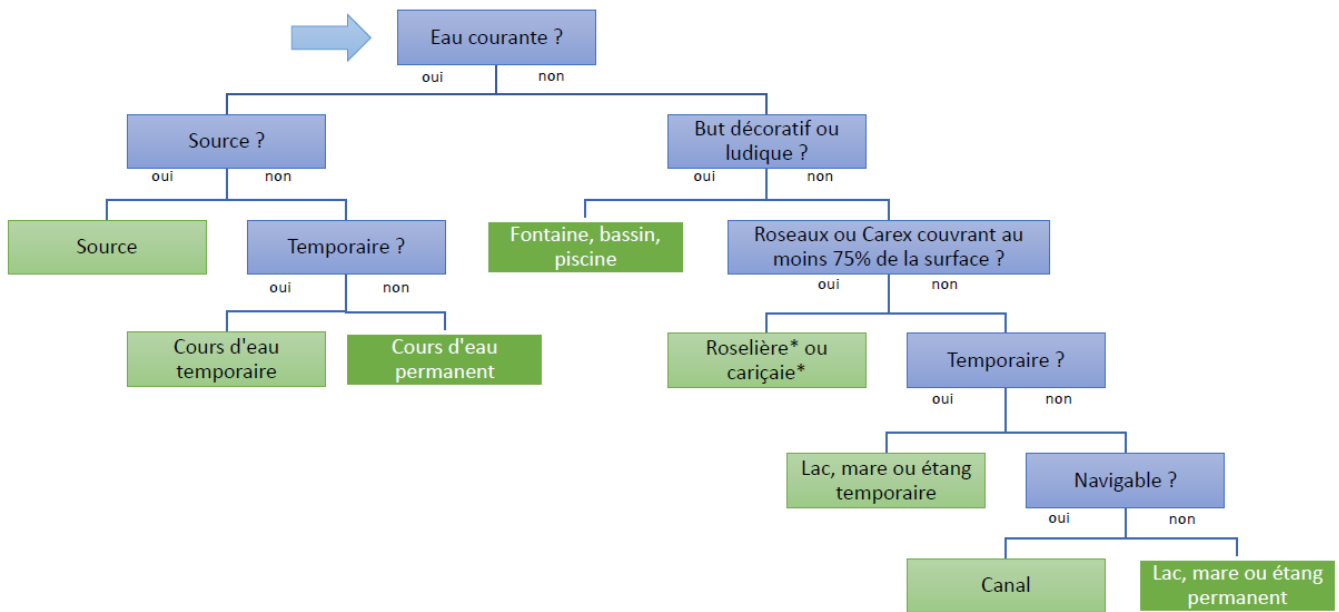 Eau courante ?
oui
non
Source ?
But décoratif ou
ludique ?
oui
non
oui
non
Source
Temporaire ?
Fontaine, bassin,
piscine
Roseaux ou Carex couvrant au
moins 75% de la surface ?
oui
non
oui
non
Cours d'eau
temporaire
Cours d'eau
permanent
Roselière* ou
cariçaie*
Temporaire ?
oui
non
Lac, mare ou étang
temporaire
Navigable ?
oui
non
Canal
Lac, mare ou étang
permanent